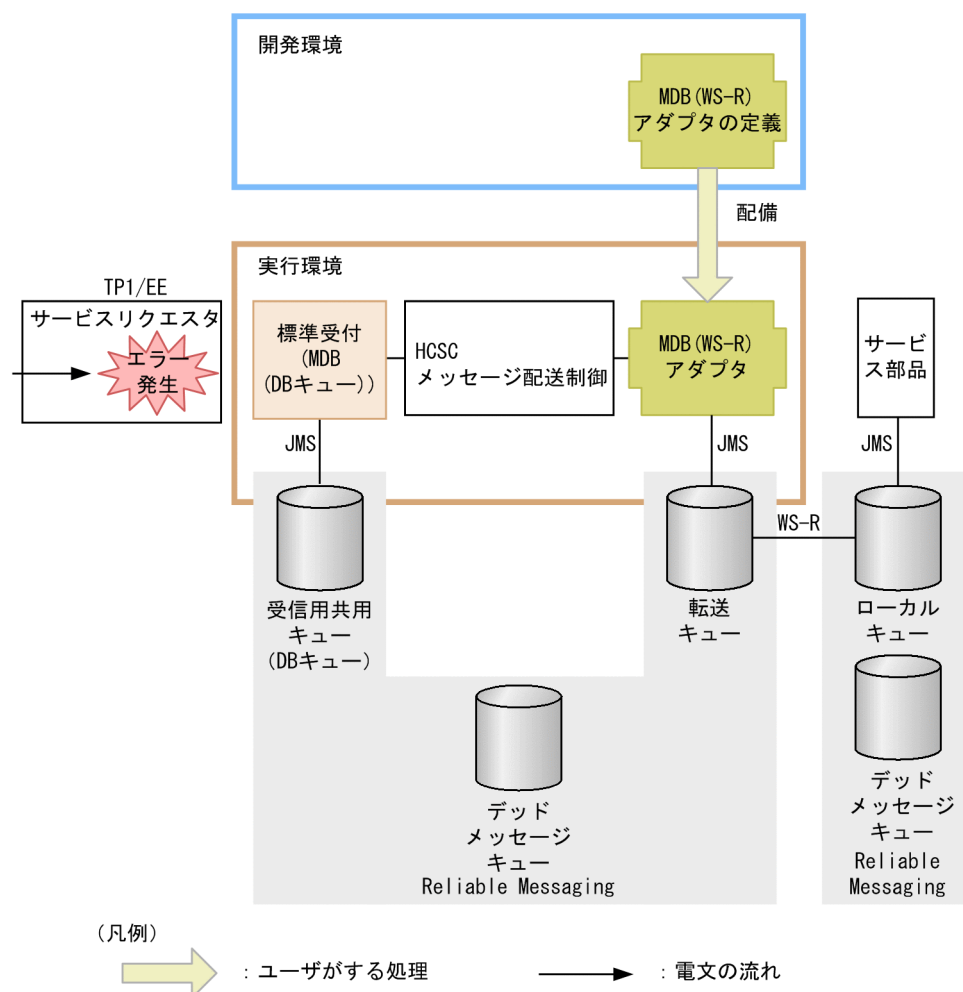 開発環境
MDB(WS-R)
アダプタの定義
配備
実行環境
TP1/EE
サービスリクエスタ
エラー
発生
標準受付
(MDB
(DBキュー))
HCSC
メッセージ配送制御
MDB(WS-R)
アダプタ
サービ
ス部品
JMS
JMS
JMS
WS-R
受信用共用
キュー
(DBキュー)
転送
キュー
ローカル
キュー
デッド
メッセージ
キュー
Reliable Messaging
デッド
メッセージ
キュー
Reliable
Messaging
(凡例)
:ユーザがする処理
:電文の流れ